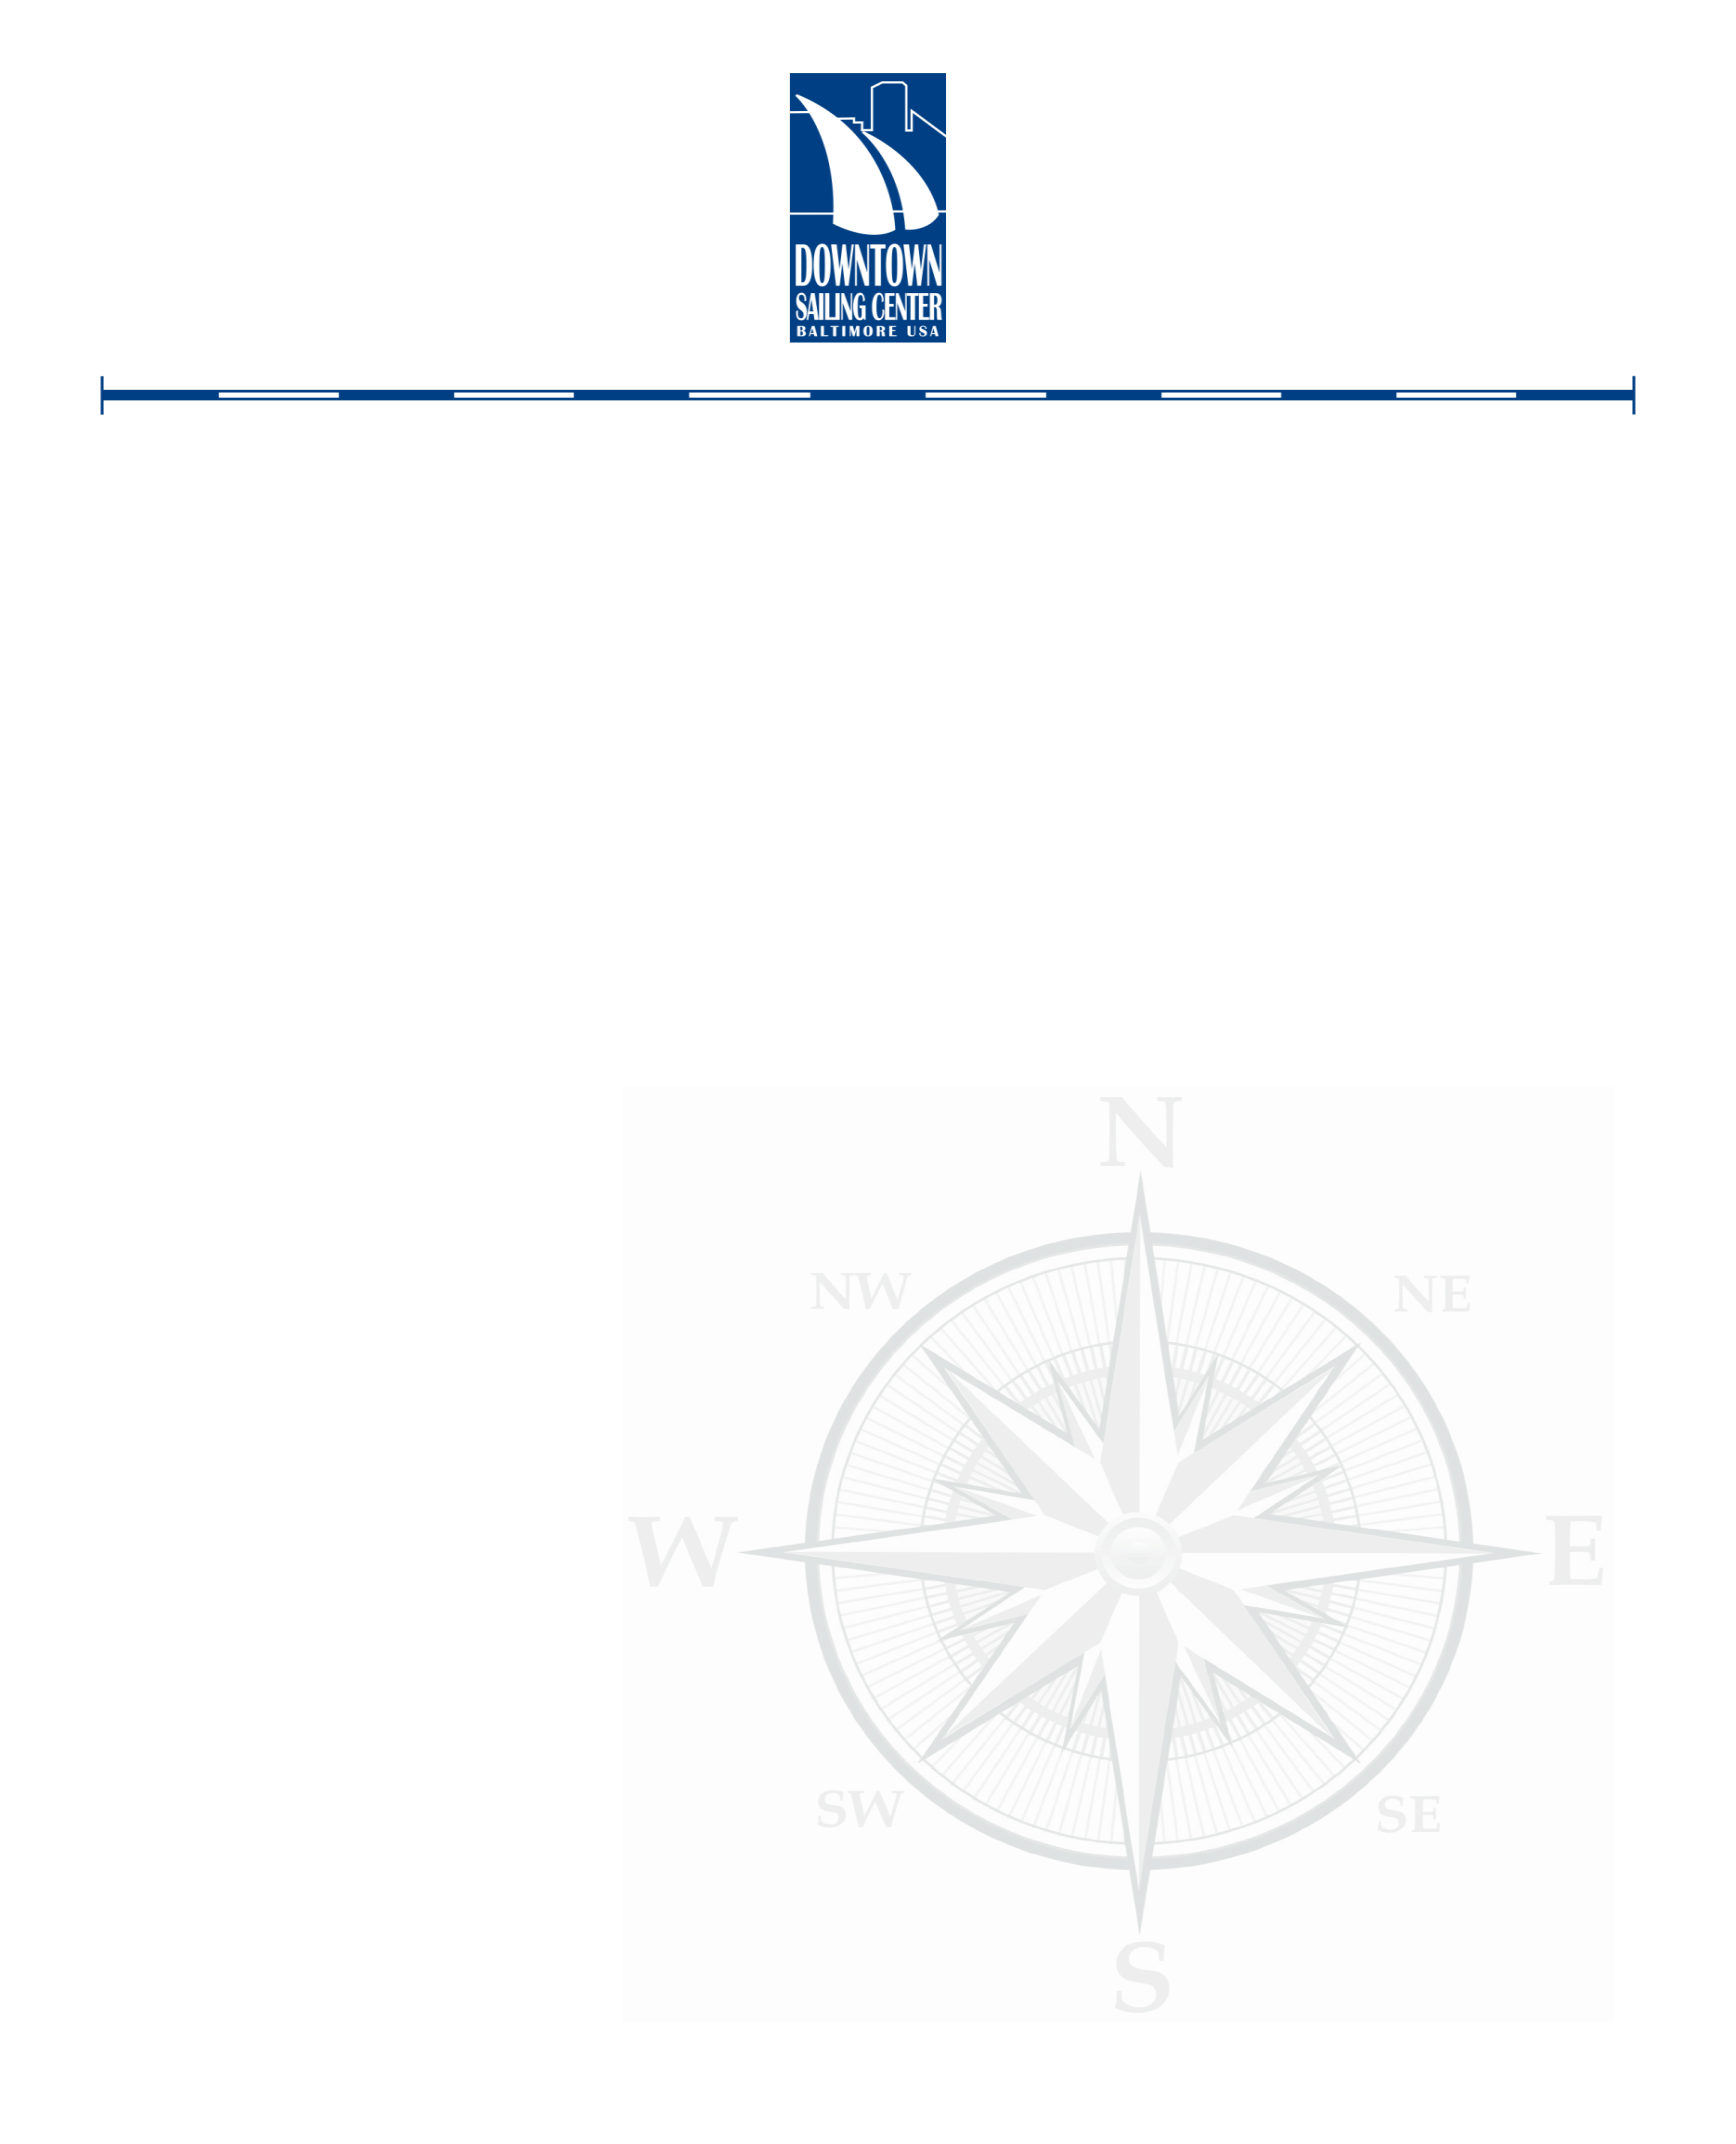 DOWNTOWN
SAILING CENTER
BALTIMORE USA
N
NW NE
W E
SW SE
S